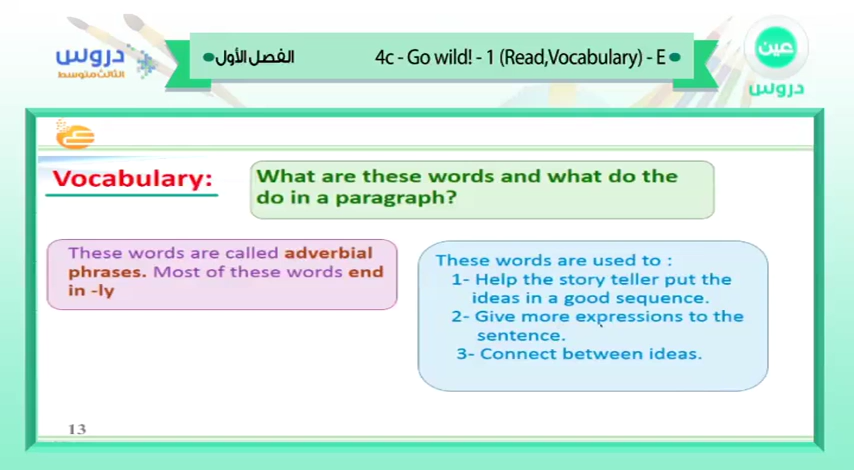 دروس
الثالث متوسط
الفصل الأول
4c - Go wild! - 1 (Read,Vocabulary) - E
عين
دروس
Vocabulary:
What are these words and what do the
do in a paragraph?
These words are called adverbial
phrases. Most of these words end
in -ly
These words are used to :
1- Help the story teller put the
ideas in a good sequence.
2- Give more expressions to the
sentence.
3- Connect between ideas.
13